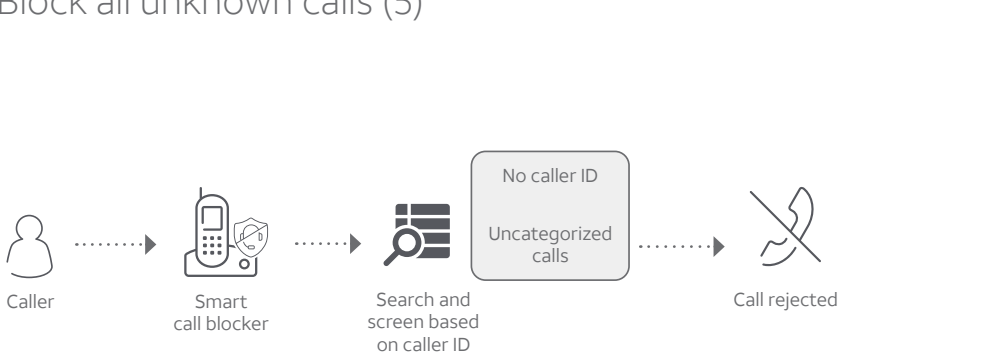 Block all unknown calls (5)
No caller ID
Uncategorized
calls
Caller
Smart
call blocker
Search and
screen based
on caller ID
Call rejected